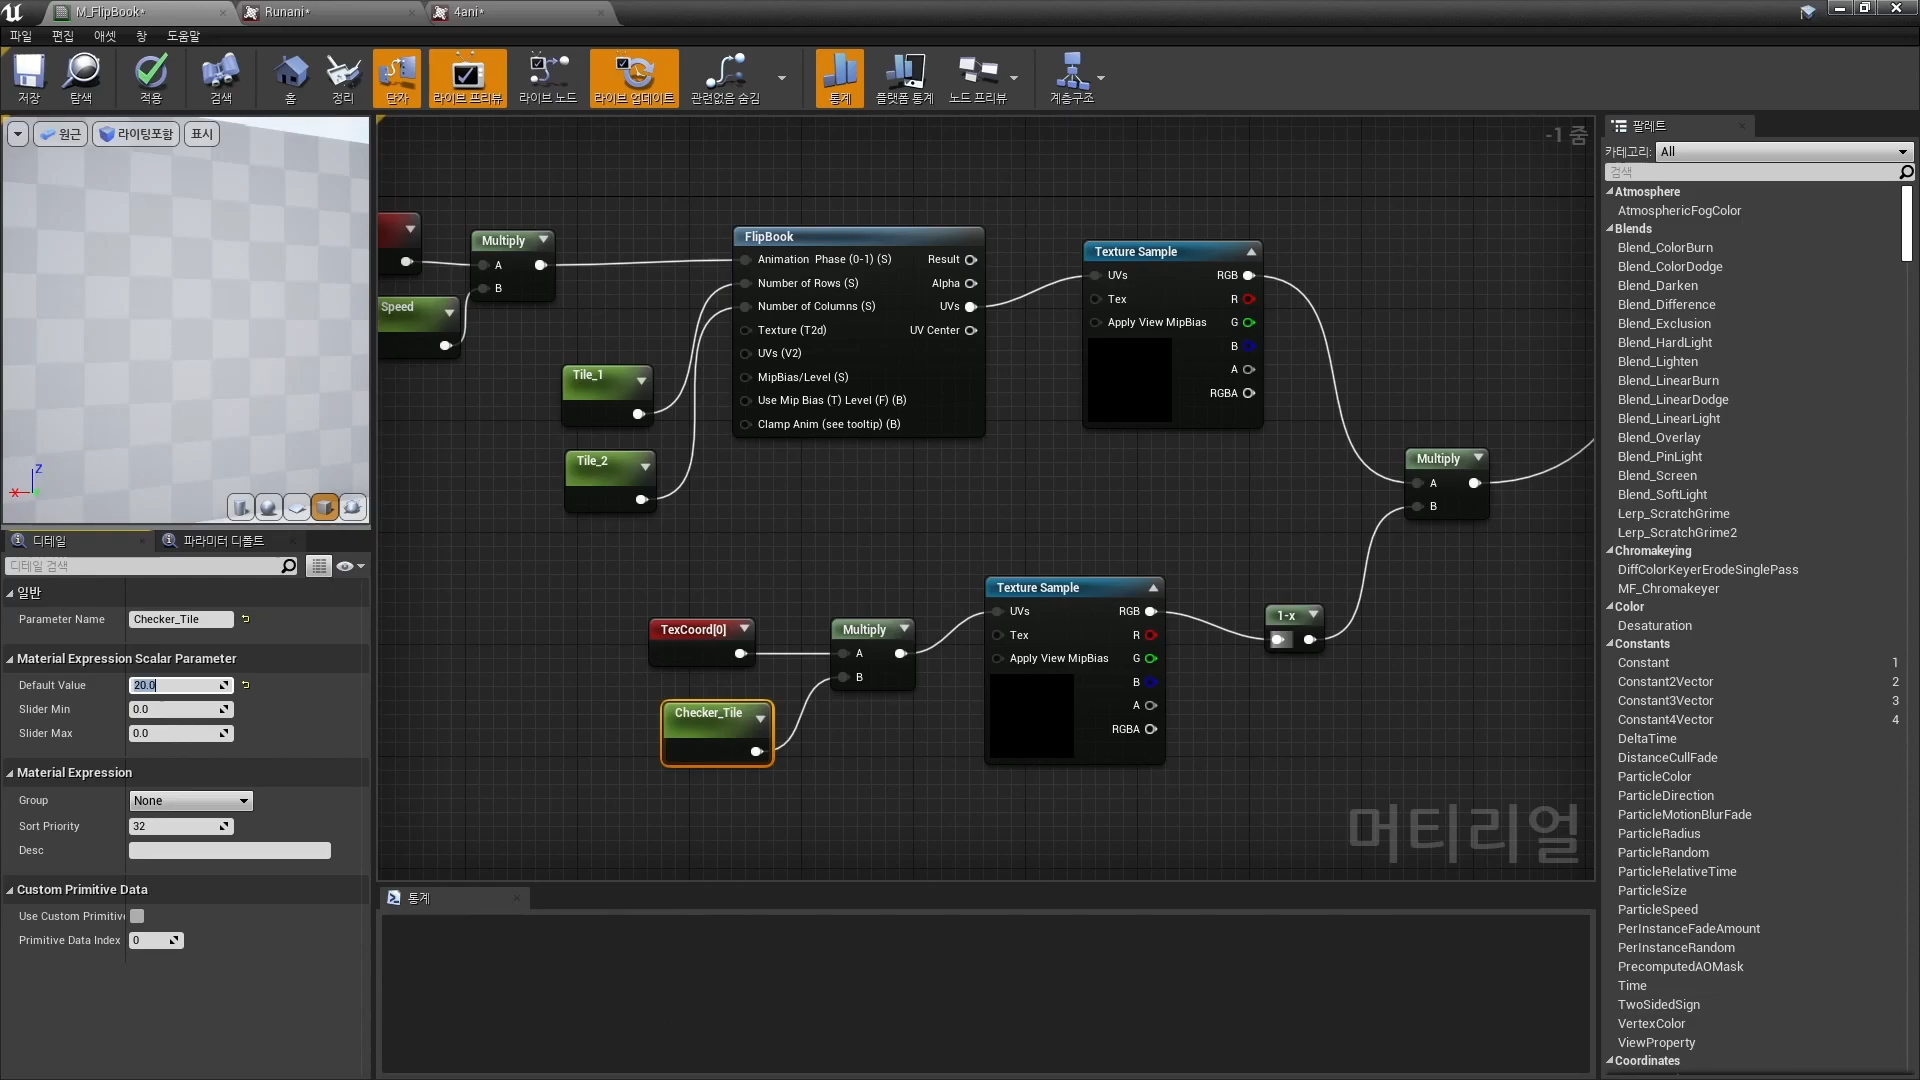 M_FlipBook*
Runani*
4ani*
파일 편집 애셋 창 도움말
저장
탐색
적용
검색
홈
정리
단자
라이브 프리뷰
라이브 노드
라이브 업데이트
관련없음 숨김
통계
플랫폼 통계
노드 프리뷰
계층구조
원근
라이팅포함
표시
Z
X
디테일
파라미터 디폴트
디테일 검색
일반
Parameter Name Checker_Tile
Material Expression Scalar Parameter
Default Value 20.0
Slider Min 0.0
Slider Max 0.0
Material Expression
Group None
Sort Priority 32
Desc
Custom Primitive Data
Use Custom Primitiv
Primitive Data Index 0
-1 줌
Multiply
A
B
Speed
FlipBook
Animation Phase (0-1) (S) Result
Number of Rows (S) Alpha
Number of Columns (S) UVs
Texture (T2d) UV Center
UVs (V2)
MipBias/Level (S)
Use Mip Bias (T) Level (F) (B)
Clamp Anim (see tooltip) (B)
Tile_1
Tile_2
Texture Sample
UVs RGB
Tex R
Apply View MipBias G
B
A
RGBA
Multiply
A
B
TexCoord[0]
Multiply
A
B
Checker_Tile
Texture Sample
UVs RGB
Tex R
Apply View MipBias G
B
A
RGBA
1-x
머티리얼
통계
팔레트
카테고리: All
검색
Atmosphere
AtmosphericFogColor
Blends
Blend_ColorBurn
Blend_ColorDodge
Blend_Darken
Blend_Difference
Blend_Exclusion
Blend_HardLight
Blend_Lighten
Blend_LinearBurn
Blend_LinearDodge
Blend_LinearLight
Blend_Overlay
Blend_PinLight
Blend_Screen
Blend_SoftLight
Lerp_ScratchGrime
Lerp_ScratchGrime2
Chromakeying
DiffColorKeyerErodeSinglePass
MF_Chromakeyer
Color
Desaturation
Constants
Constant 1
Constant2Vector 2
Constant3Vector 3
Constant4Vector 4
DeltaTime
DistanceCullFade
ParticleColor
ParticleDirection
ParticleMotionBlurFade
ParticleRadius
ParticleRandom
ParticleRelativeTime
ParticleSize
ParticleSpeed
PerInstanceFadeAmount
PerInstanceRandom
PrecomputedAOMask
Time
TwoSidedSign
VertexColor
ViewProperty
Coordinates